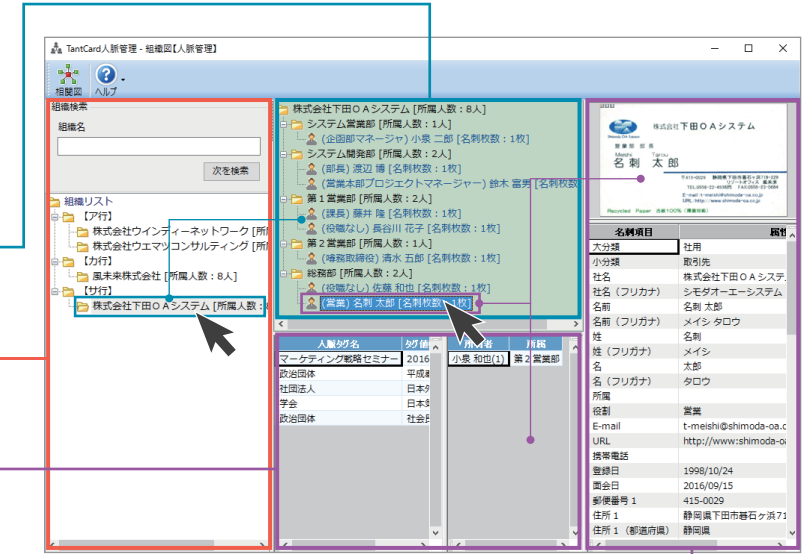 TantCard人脈管理 - 組織図【人脈管理】
相関図
ヘルプ
組織検索
組織名
次を検索
組織リスト
【ア行】
株式会社ウインディーネットワーク [所
株式会社ウエマツコンサルティング [所
【カ行】
風未来株式会社 [所属人数：8人]
【サ行】
株式会社下田ＯＡシステム [所属人数：8
株式会社下田ＯＡシステム [所属人数：8人]
システム営業部 [所属人数：1人]
(企画部マネージャ) 小泉 二郎 [名刺枚数：1枚]
システム開発部 [所属人数：2人]
(部長) 渡辺 博 [名刺枚数：1枚]
(営業本部プロジェクトマネージャー) 鈴木 富男 [名刺枚数
第１営業部 [所属人数：2人]
(課長) 藤井 隆 [名刺枚数：1枚]
(役職なし) 長谷川 花子 [名刺枚数：1枚]
第２営業部 [所属人数：1人]
(専務取締役) 清水 五郎 [名刺枚数：1枚]
総務部 [所属人数：2人]
(役職なし) 佐藤 和也 [名刺枚数：1枚]
(営業) 名刺 太郎 [名刺枚数：1枚]
人脈タグ名 タグ値
マーケティング戦略セミナー 2016
政治団体 平成
社団法人 日本
学会 日本
政治団体 社会
所有者 所属
小泉 和也(1) 第２営業部
株式会社下田ＯＡシステム
営業部 部長
Meishi Tarou
名刺 太郎
〒415-0029
Recycled Paper 古紙100%
名刺項目 属性
大分類 社用
小分類 取引先
社名 株式会社下田ＯＡシステ
社名（フリカナ） シモダオーエーシステム
名前 名刺 太郎
名前（フリガナ） メイシ タロウ
姓 名刺
姓（フリガナ） メイシ
名 太郎
名（フリガナ） タロウ
所属
役割 営業
E-mail t-meishi@shimoda-oa.c
URL http://www:shimoda-oa
携帯電話
登録日 1998/10/24
面会日 2016/09/15
郵便番号１ 415-0029
住所１ 静岡県下田市碁石ヶ浜71
住所１（都道府県） 静岡県